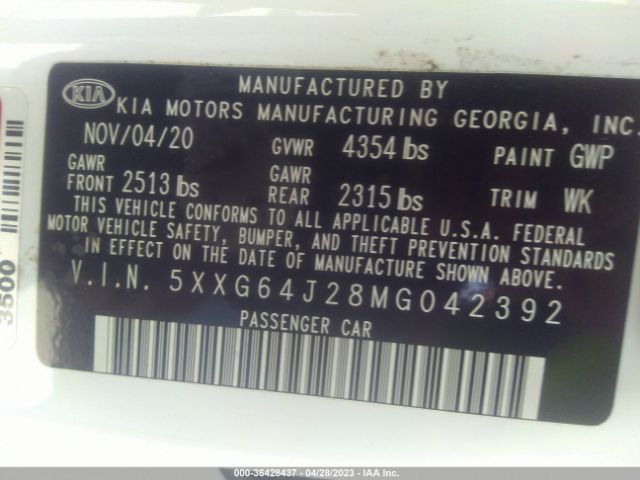 MANUFACTURED BY
KIA KIA MOTORS MANUFACTURING GEORGIA, INC.
NOV/04/20 GVWR 4354 lbs PAINT GWP
GAWR FRONT 2513 lbs GAWR REAR 2315 lbs TRIM WK
THIS VEHICLE CONFORMS TO ALL APPLICABLE U.S.A. FEDERAL
MOTOR VEHICLE SAFETY, BUMPER, AND THEFT PREVENTION STANDARDS
IN EFFECT ON THE DATE OF MANUFACTURE SHOWN ABOVE.
V.I.N. 5XXG64J28MG042392
PASSENGER CAR
3500
000-36428437 - 04/28/2023 - IAA Inc.